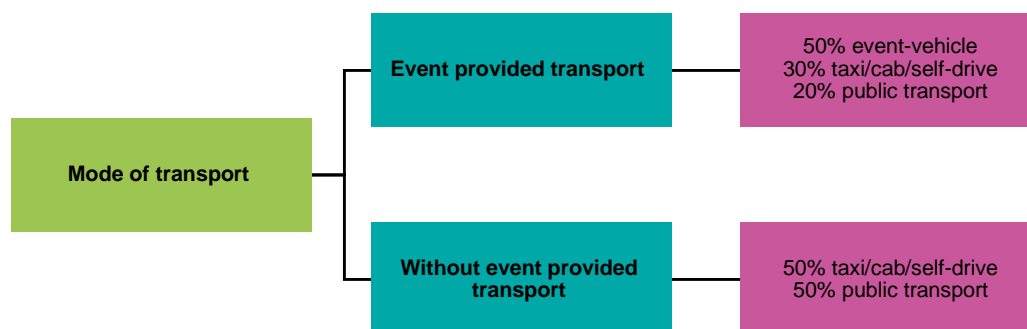 Mode of transport
Event provided transport
50% event-vehicle
30% taxi/cab/self-drive
20% public transport
Without event provided
transport
50% taxi/cab/self-drive
50% public transport